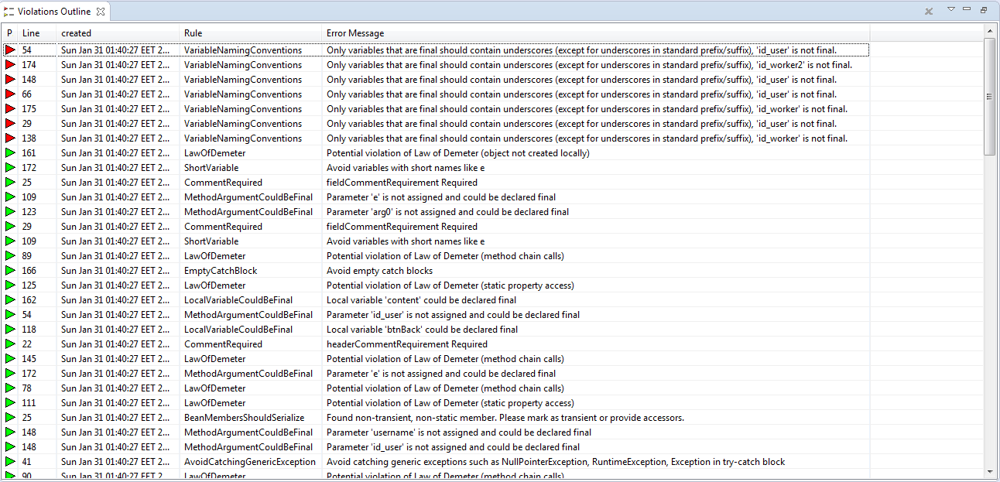 Violations Outline
P Line created Rule Error Message
54 Sun Jan 31 01:40:27 EET 2... VariableNamingConventions Only variables that are final should contain underscores (except for underscores in standard prefix/suffix), 'id_user' is not final.
174 Sun Jan 31 01:40:27 EET 2... VariableNamingConventions Only variables that are final should contain underscores (except for underscores in standard prefix/suffix), 'id_worker2' is not final.
148 Sun Jan 31 01:40:27 EET 2... VariableNamingConventions Only variables that are final should contain underscores (except for underscores in standard prefix/suffix), 'id_user' is not final.
66 Sun Jan 31 01:40:27 EET 2... VariableNamingConventions Only variables that are final should contain underscores (except for underscores in standard prefix/suffix), 'id_user' is not final.
175 Sun Jan 31 01:40:27 EET 2... VariableNamingConventions Only variables that are final should contain underscores (except for underscores in standard prefix/suffix), 'id_worker' is not final.
29 Sun Jan 31 01:40:27 EET 2... VariableNamingConventions Only variables that are final should contain underscores (except for underscores in standard prefix/suffix), 'id_user' is not final.
138 Sun Jan 31 01:40:27 EET 2... VariableNamingConventions Only variables that are final should contain underscores (except for underscores in standard prefix/suffix), 'id_worker' is not final.
161 Sun Jan 31 01:40:27 EET 2... LawOfDemeter Potential violation of Law of Demeter (object not created locally)
172 Sun Jan 31 01:40:27 EET 2... ShortVariable Avoid variables with short names like e
25 Sun Jan 31 01:40:27 EET 2... CommentRequired fieldCommentRequirement Required
109 Sun Jan 31 01:40:27 EET 2... MethodArgumentCouldBeFinal Parameter 'e' is not assigned and could be declared final
123 Sun Jan 31 01:40:27 EET 2... MethodArgumentCouldBeFinal Parameter 'arg0' is not assigned and could be declared final
29 Sun Jan 31 01:40:27 EET 2... CommentRequired fieldCommentRequirement Required
109 Sun Jan 31 01:40:27 EET 2... ShortVariable Avoid variables with short names like e
89 Sun Jan 31 01:40:27 EET 2... LawOfDemeter Potential violation of Law of Demeter (method chain calls)
166 Sun Jan 31 01:40:27 EET 2... EmptyCatchBlock Avoid empty catch blocks
125 Sun Jan 31 01:40:27 EET 2... LawOfDemeter Potential violation of Law of Demeter (static property access)
162 Sun Jan 31 01:40:27 EET 2... LocalVariableCouldBeFinal Local variable 'content' could be declared final
54 Sun Jan 31 01:40:27 EET 2... MethodArgumentCouldBeFinal Parameter 'id_user' is not assigned and could be declared final
118 Sun Jan 31 01:40:27 EET 2... LocalVariableCouldBeFinal Local variable 'btnBack' could be declared final
22 Sun Jan 31 01:40:27 EET 2... CommentRequired headerCommentRequirement Required
145 Sun Jan 31 01:40:27 EET 2... LawOfDemeter Potential violation of Law of Demeter (method chain calls)
172 Sun Jan 31 01:40:27 EET 2... MethodArgumentCouldBeFinal Parameter 'e' is not assigned and could be declared final
78 Sun Jan 31 01:40:27 EET 2... LawOfDemeter Potential violation of Law of Demeter (method chain calls)
111 Sun Jan 31 01:40:27 EET 2... LawOfDemeter Potential violation of Law of Demeter (static property access)
25 Sun Jan 31 01:40:27 EET 2... BeanMembersShouldSerialize Found non-transient, non-static member. Please mark as transient or provide accessors.
148 Sun Jan 31 01:40:27 EET 2... MethodArgumentCouldBeFinal Parameter 'username' is not assigned and could be declared final
148 Sun Jan 31 01:40:27 EET 2... MethodArgumentCouldBeFinal Parameter 'id_user' is not assigned and could be declared final
41 Sun Jan 31 01:40:27 EET 2... AvoidCatchingGenericException Avoid catching generic exceptions such as NullPointerException, RuntimeException, Exception in try-catch block
90 Sun Jan 31 01:40:27 EET 2... LawOfDemeter Potential violation of Law of Demeter (method chain calls)